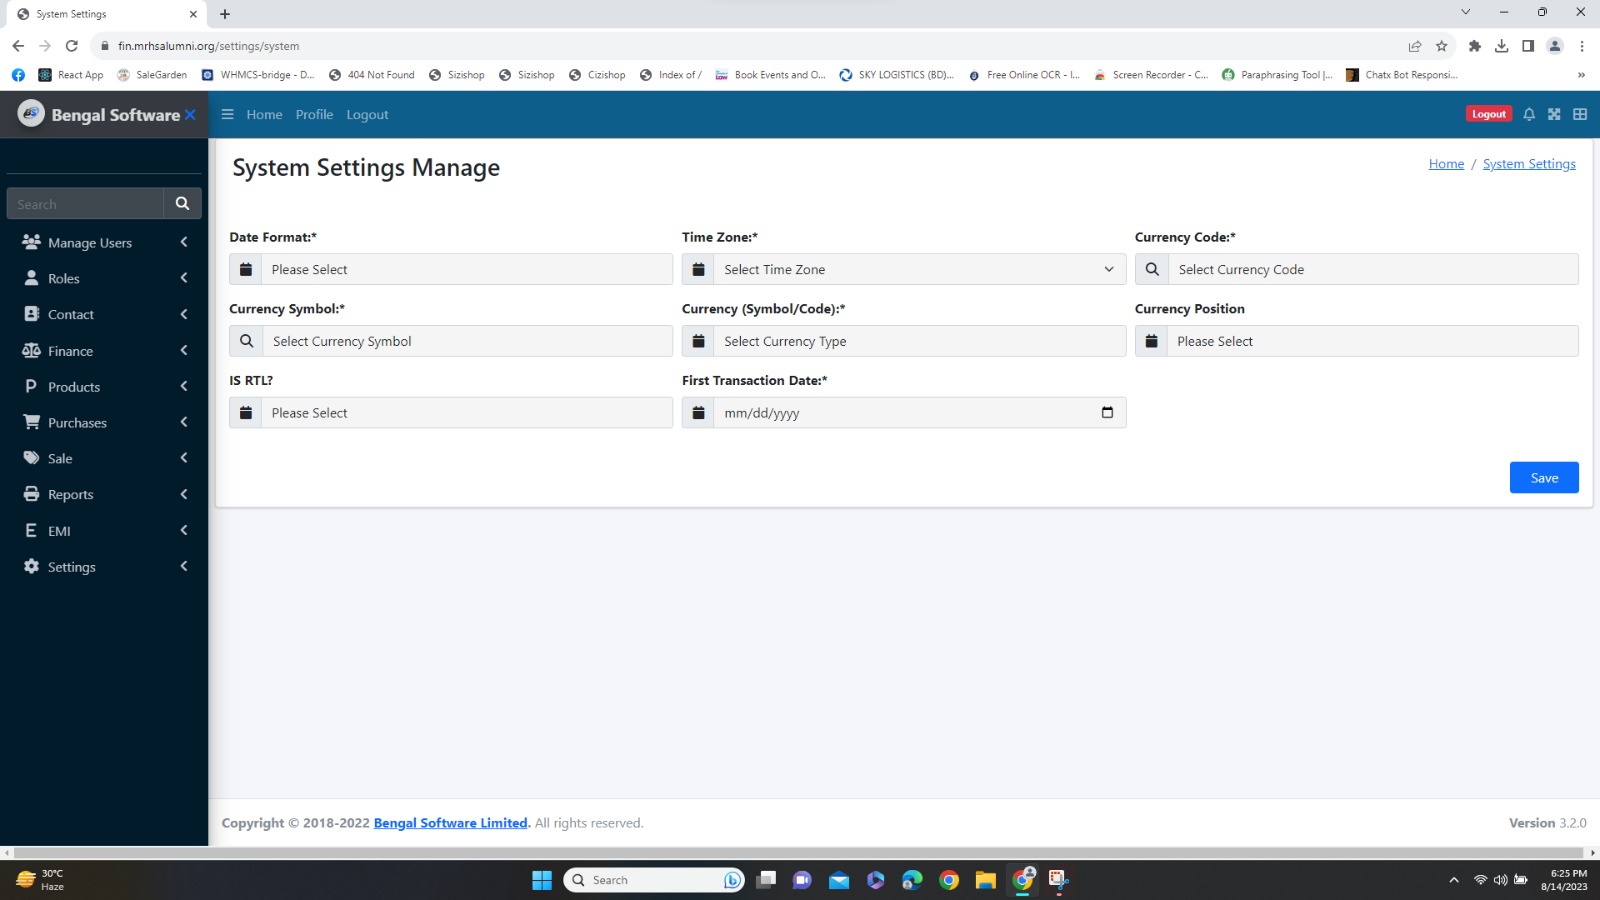 System Settings
fin.mrhsalumni.org/settings/system
React App
SaleGarden
WHMCS-bridge - D...
404 Not Found
Sizishop
Sizishop
Cizishop
Index of /
Book Events and O...
SKY LOGISTICS (BD)...
Free Online OCR - I...
Screen Recorder - C...
Paraphrasing Tool |...
Chatx Bot Responsi...
»
Bengal Software
Home
Profile
Logout
Logout
System Settings Manage
Home / System Settings
Search
Manage Users
Roles
Contact
Finance
P Products
Purchases
Sale
Reports
E EMI
Settings
Date Format:*
Time Zone:*
Currency Code:*
Please Select
Select Time Zone
Select Currency Code
Currency Symbol:*
Currency (Symbol/Code):*
Currency Position
Select Currency Symbol
Select Currency Type
Please Select
IS RTL?
First Transaction Date:*
Please Select
mm/dd/yyyy
Save
Copyright © 2018-2022 Bengal Software Limited. All rights reserved.
Version 3.2.0
30°C
Haze
Search
6:25 PM
8/14/2023